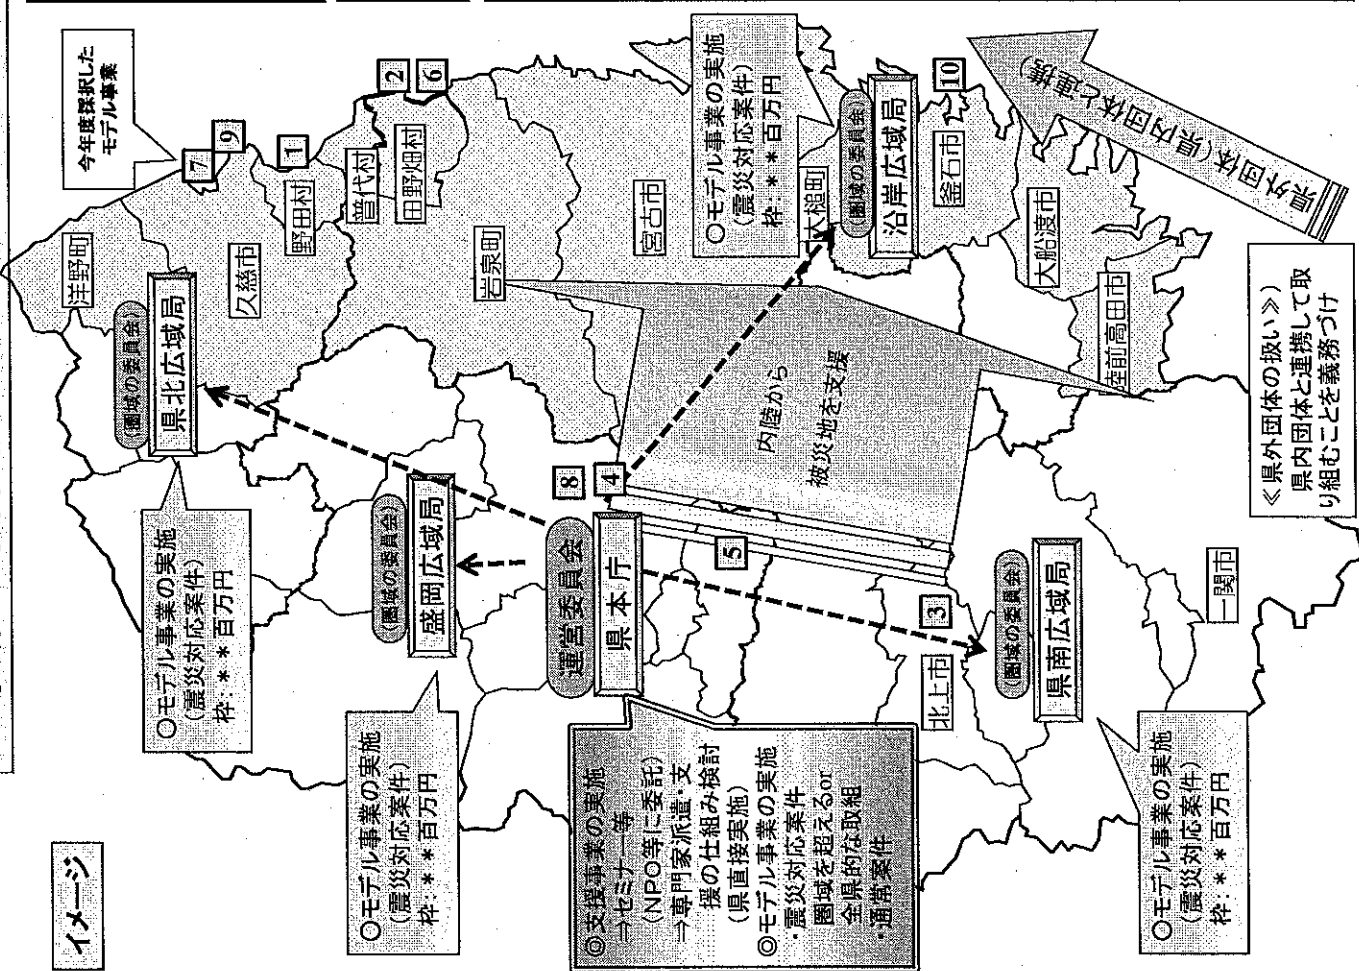 イメージ
今年度採択した
モデル事業
洋野町
(圏域の委員会)
県北広域局
久慈市
7
9
1
野田村
普代村
2
田野畑村
6
岩泉町
宮古市
○モデル事業の実施
(震災対応案件)
枠:**百万円
大槌町
(圏域の委員会)
沿岸広域局
釜石市
10
大船渡市
陸前高田市
県外団体(県内団体と連携)
○モデル事業の実施
(震災対応案件)
枠:**百万円
(圏域の委員会)
盛岡広域局
○モデル事業の実施
(震災対応案件)
枠:**百万円
運営委員会
県本庁
8
4
5
内陸から
被災地を支援
◎支援事業の実施
⇒セミナー等
(NPO等に委託)
⇒専門家派遣・支
援の仕組み検討
(県直接実施)
◎モデル事業の実施
・震災対応案件
圏域を超えるor
全県的な取組
・通常案件
3
北上市
(圏域の委員会)
県南広域局
一関市
○モデル事業の実施
(震災対応案件)
枠:**百万円
≪県外団体の扱い≫)
県内団体と連携して取
り組むことを義務づけ